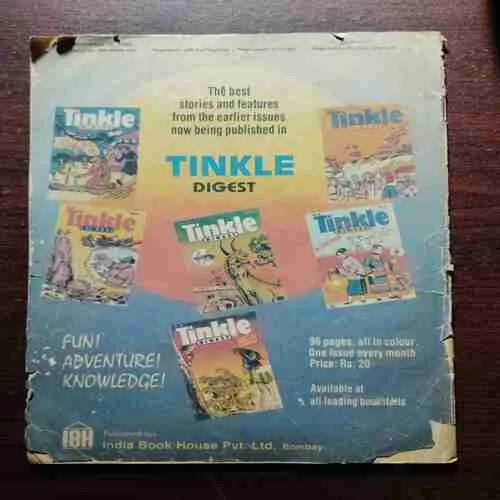 The best
stories and features
from the earlier issues
now being published in
TINKLE
DIGEST
Tinkle
Tinkle
Tinkle
Tinkle
Tinkle
Tinkle
FUN!
ADVENTURE!
KNOWLEDGE!
96 pages, all in colour.
One issue every month
Price: Rs. 20
Available at
all leading
IBH
Published by:
India Book House Pvt. Ltd., Bombay.